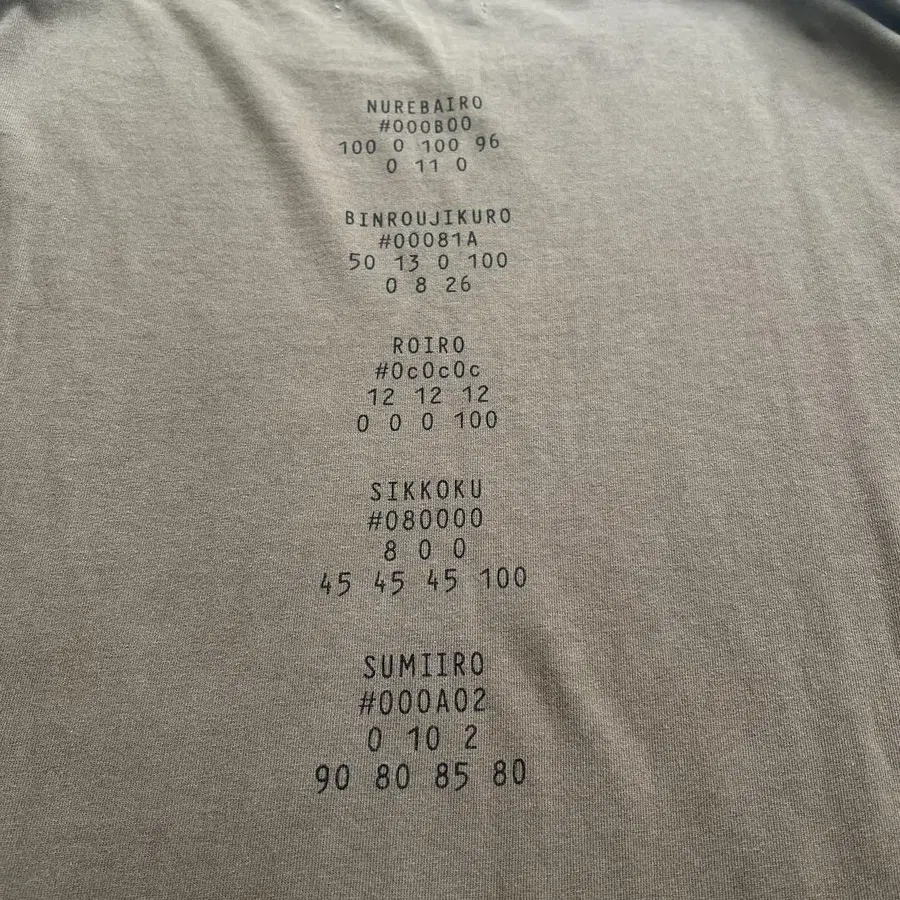 NUREBAIRO
#000B00
100 0 100 96
0 11 0
BINROUJIKURO
#00081A
50 13 0 100
0 8 26
ROIRO
#0c0c0c
12 12 12
0 0 0 100
SIKKOKU
#080000
8 0 0
45 45 45 100
SUMIIRO
#000A02
0 10 2
90 80 85 80